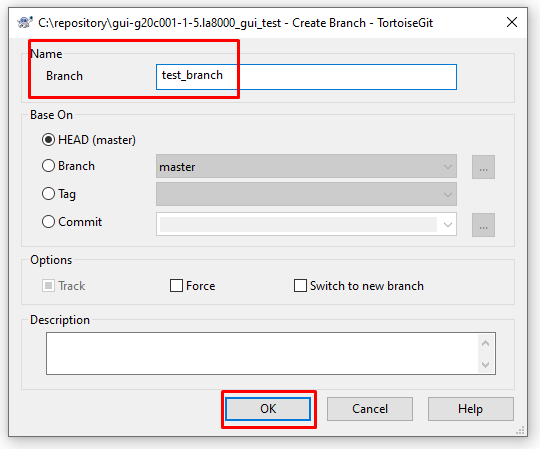 C:\repository\gui-g20c001-1-5.la8000_gui_test - Create Branch - TortoiseGit
Name
Branch test_branch
Base On
HEAD (master)
Branch master ...
Tag
Commit ...
Options
Track Force Switch to new branch
Description
OK Cancel Help